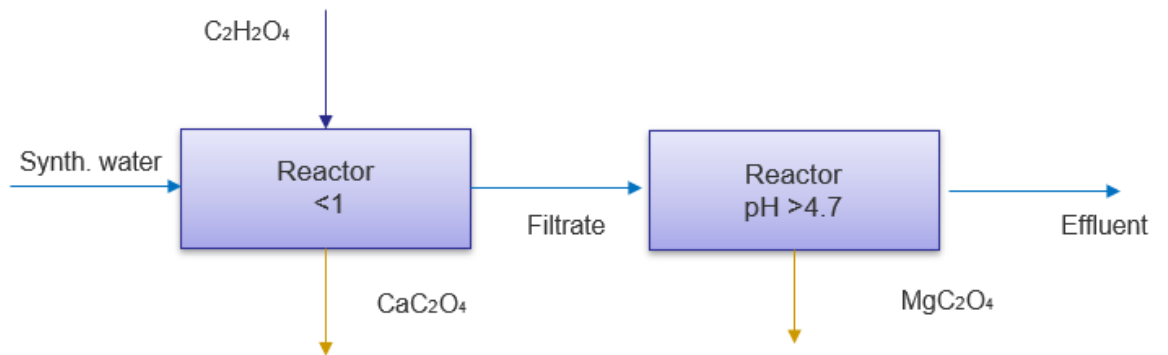 C₂H₂O₄
Synth. water
Reactor
<1
Filtrate
Reactor
pH >4.7
Effluent
CaC₂O₄
MgC₂O₄